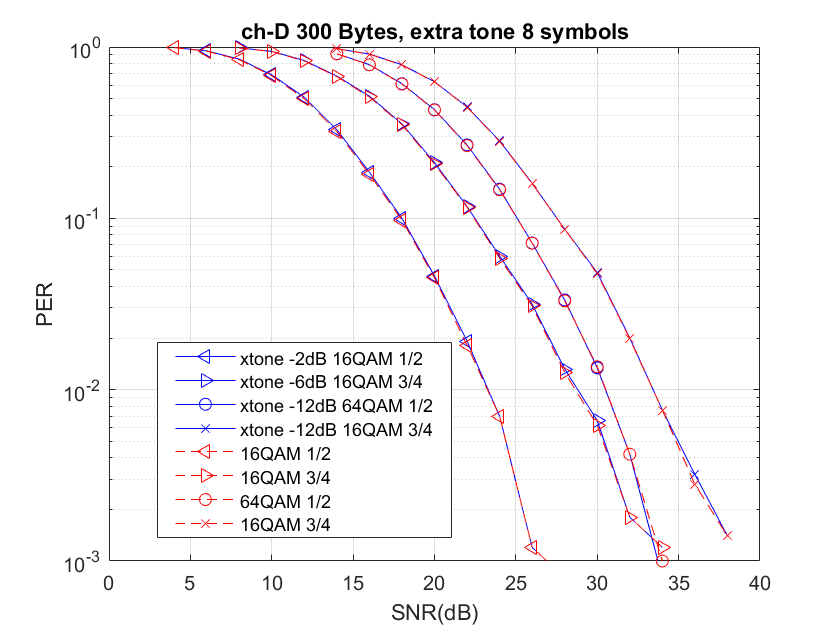 ch-D 300 Bytes, extra tone 8 symbols
10^0
10^-1
10^-2
10^-3
PER
xtone -2dB 16QAM 1/2
xtone -6dB 16QAM 3/4
xtone -12dB 64QAM 1/2
xtone -12dB 16QAM 3/4
16QAM 1/2
16QAM 3/4
64QAM 1/2
16QAM 3/4
0 5 10 15 20 25 30 35 40
SNR(dB)